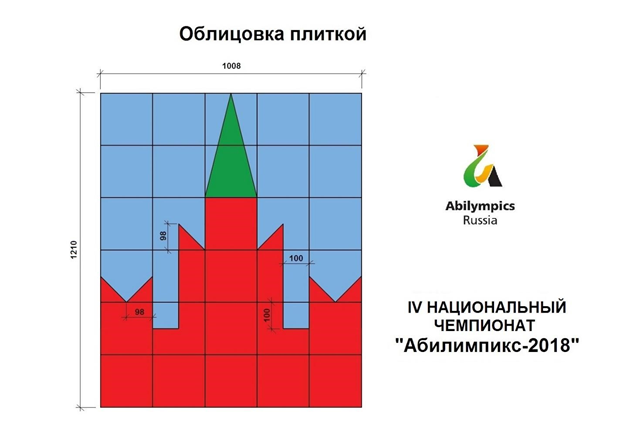 Облицовка плиткой
1008
1210
98
100
98
100
Abilympics
Russia
IV НАЦИОНАЛЬНЫЙ
ЧЕМПИОНАТ
"Абилимпикс-2018"